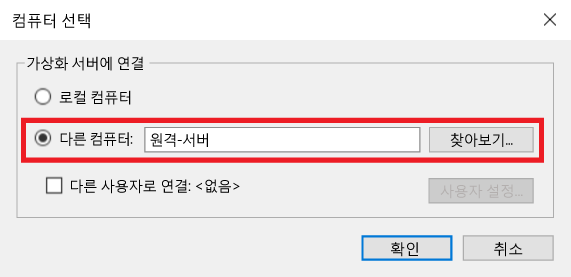 컴퓨터 선택
가상화 서버에 연결
로컬 컴퓨터
다른 컴퓨터: 원격-서버 찾아보기...
다른 사용자로 연결: <없음>
사용자 설정...
확인 취소